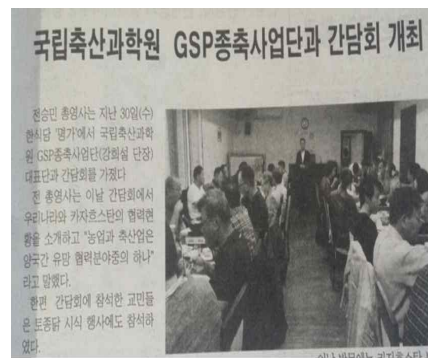 국립축산과학원 GSP종축사업단과 간담회 개최
전승민 총영사는 지난 30일(수)
한식당 '명가'에서 국립축산과학
원 GSP종축사업단(강희설 단장)
대표단과 간담회를 가졌다
전 총영사는 이날 간담회에서
우리나라와 카자흐스탄의 협력현
황을 소개하고 "농업과 축산업은
양국간 유망 협력분야중의 하나"
라고 말했다.
한편 간담회에 참석한 교민들
은 토종닭 시식 행사에도 참석하
였다.